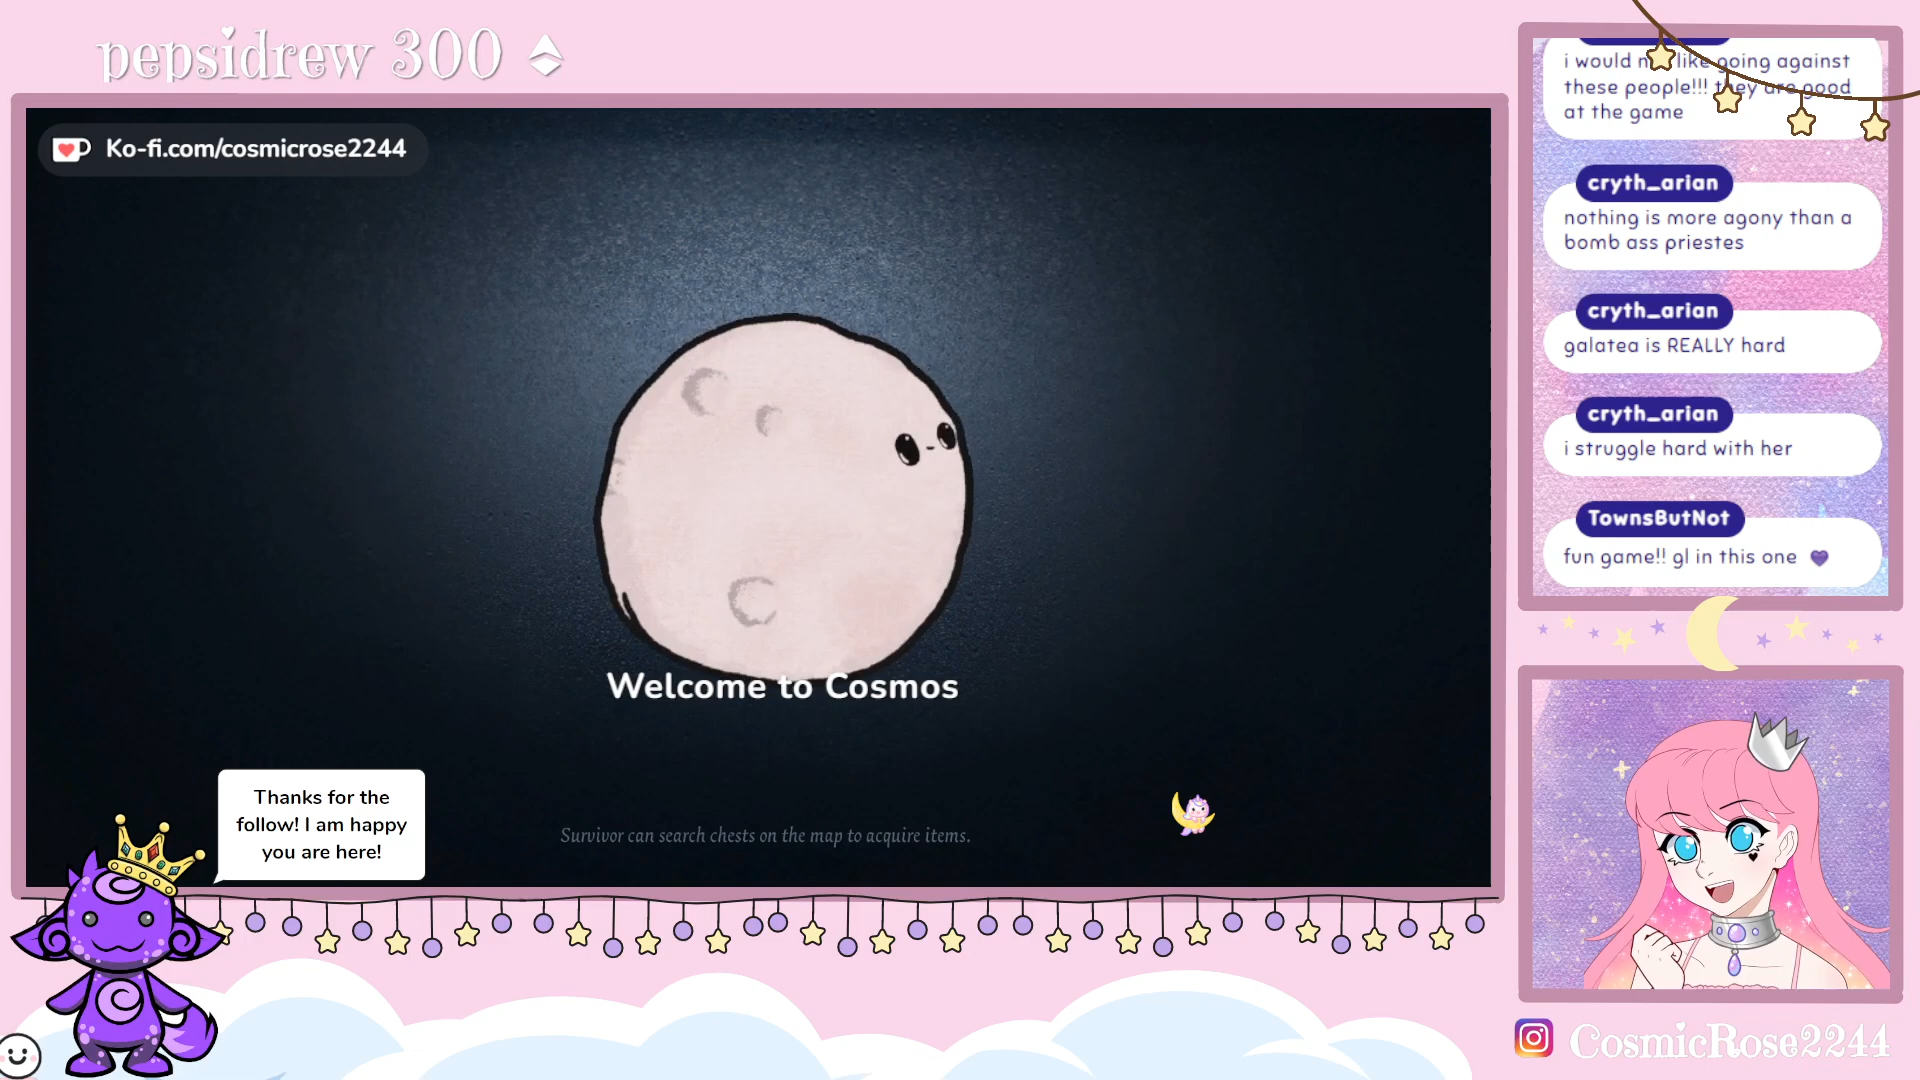 pepsidrew 300
Ko-fi.com/cosmicrose2244
Welcome to Cosmos
Survivor can search chests on the map to acquire items.
Thanks for the
follow! I am happy
you are here!
i would not like going against
these people!!! they are good
at the game
cryth_arian
nothing is more agony than a
bomb ass priestes
cryth_arian
galatea is REALLY hard
cryth_arian
i struggle hard with her
TownsButNot
fun game!! gl in this one
CosmicRose2244